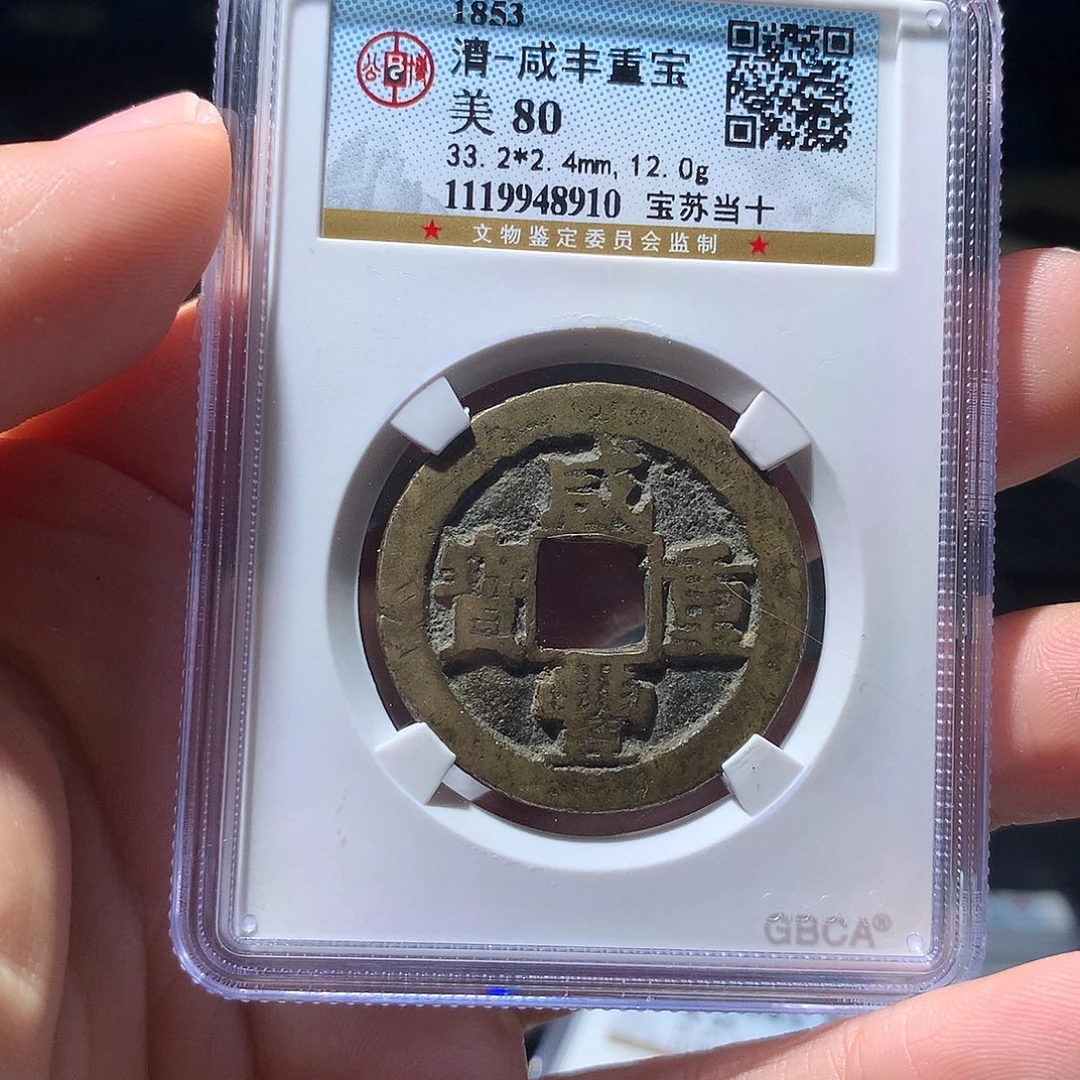 1853
濟-咸丰重宝
美 80
33.2*2.4mm, 12.0g
1119948910 宝苏当十
★ 文物鉴定委员会监制 ★
咸
寶 重
豐
GBCA®